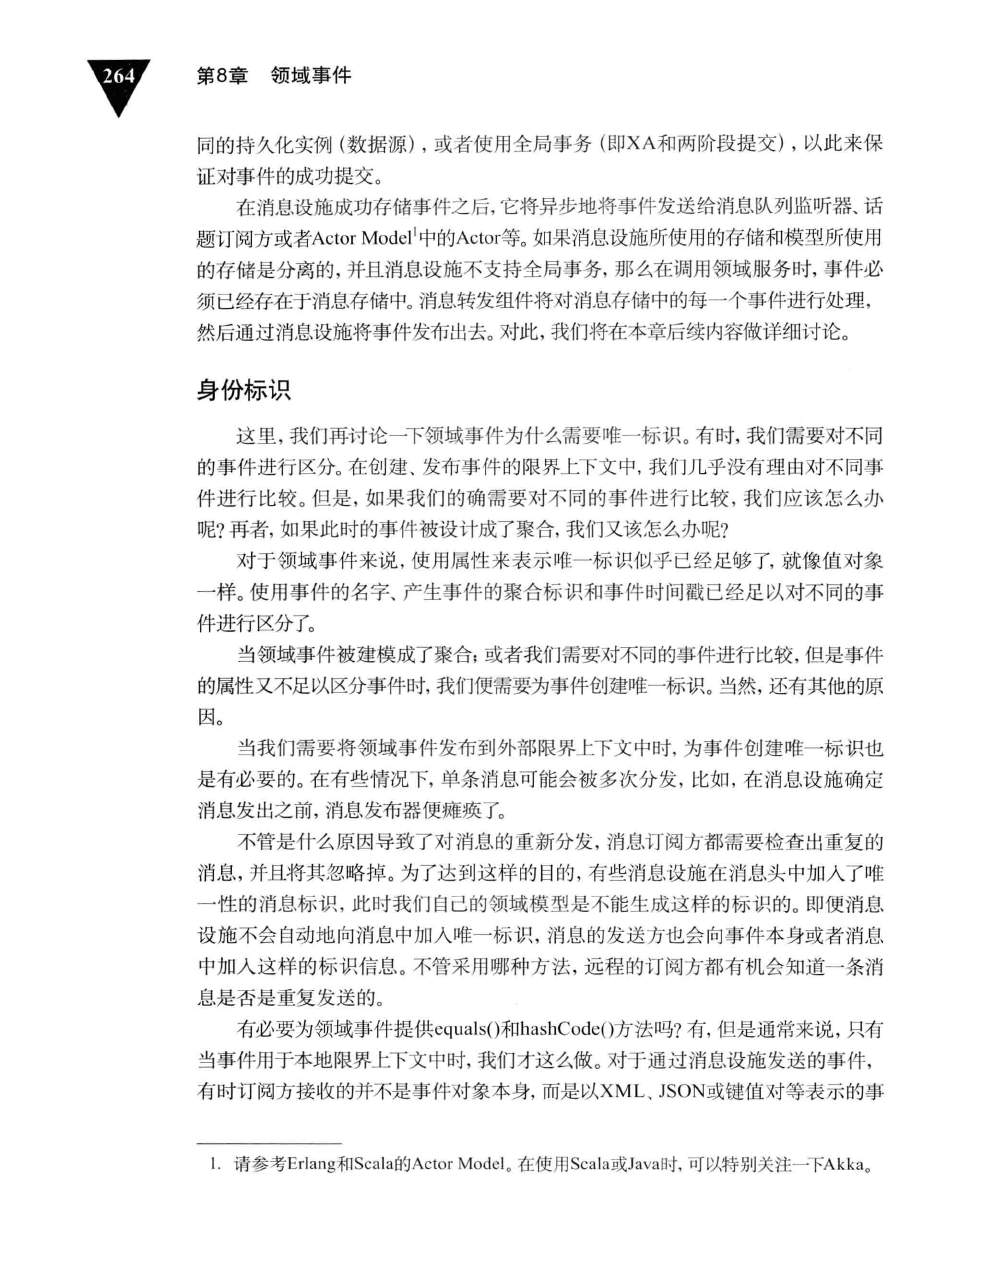 264
第8章 领域事件
同的持久化实例(数据源),或者使用全局事务(即XA和两阶段提交),以此来保
证对事件的成功提交。
在消息设施成功存储事件之后,它将异步地将事件发送给消息队列监听器、话
题订阅方或者Actor Model¹中的Actor等。如果消息设施所使用的存储和模型所使用
的存储是分离的,并且消息设施不支持全局事务,那么在调用领域服务时,事件必
须已经存在于消息存储中。消息转发组件将对消息存储中的每一个事件进行处理,
然后通过消息设施将事件发布出去。对此,我们将在本章后续内容做详细讨论。
身份标识
这里,我们再讨论一下领域事件为什么需要唯一标识。有时,我们需要对不同
的事件进行区分。在创建、发布事件的限界上下文中,我们几乎没有理由对不同事
件进行比较。但是,如果我们的确需要对不同的事件进行比较,我们应该怎么办
呢?再者,如果此时的事件被设计成了聚合,我们又该怎么办呢?
对于领域事件来说,使用属性来表示唯一标识似乎已经足够了,就像值对象
一样。使用事件的名字、产生事件的聚合标识和事件时间戳已经足以对不同的事
件进行区分了。
当领域事件被建模成了聚合;或者我们需要对不同的事件进行比较,但是事件
的属性又不足以区分事件时,我们便需要为事件创建唯一标识。当然,还有其他的原
因。
当我们需要将领域事件发布到外部限界上下文中时,为事件创建唯一标识也
是有必要的。在有些情况下,单条消息可能会被多次分发,比如,在消息设施确定
消息发出之前,消息发布器便瘫痪了。
不管是什么原因导致了对消息的重新分发,消息订阅方都需要检查出重复的
消息,并且将其忽略掉。为了达到这样的目的,有些消息设施在消息头中加入了唯
一性的消息标识,此时我们自己的领域模型是不能生成这样的标识的。即便消息
设施不会自动地向消息中加入唯一标识,消息的发送方也会向事件本身或者消息
中加入这样的标识信息。不管采用哪种方法,远程的订阅方都有机会知道一条消
息是否是重复发送的。
有必要为领域事件提供equals()和hashCode()方法吗?有,但是通常来说,只有
当事件用于本地限界上下文中时,我们才这么做。对于通过消息设施发送的事件,
有时订阅方接收的并不是事件对象本身,而是以XML、JSON或键值对等表示的事
1. 请参考Erlang和Scala的Actor Model。在使用Scala或Java时,可以特别关注一下Akka。